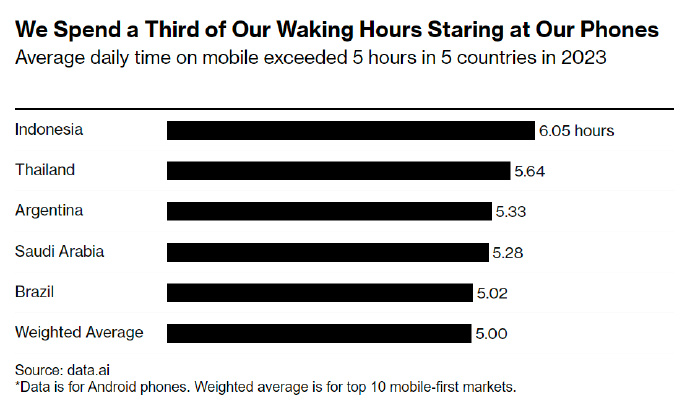 We Spend a Third of Our Waking Hours Staring at Our Phones
Average daily time on mobile exceeded 5 hours in 5 countries in 2023
Indonesia 6.05 hours
Thailand 5.64
Argentina 5.33
Saudi Arabia 5.28
Brazil 5.02
Weighted Average 5.00
Source: data.ai
*Data is for Android phones. Weighted average is for top 10 mobile-first markets.